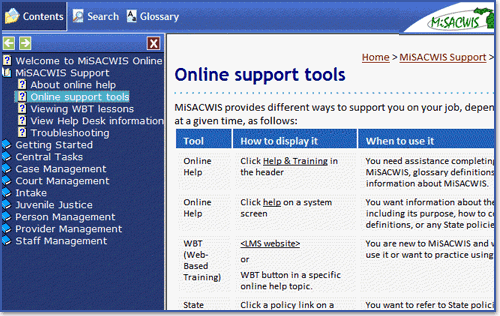 Contents Search Glossary
MiSACWIS
Welcome to MiSACWIS Online
MiSACWIS Support
About online help
Online support tools
Viewing WBT lessons
View Help Desk information
Troubleshooting
Getting Started
Central Tasks
Case Management
Court Management
Intake
Juvenile Justice
Person Management
Provider Management
Staff Management
Home > MiSACWIS Support >
Online support tools
MiSACWIS provides different ways to support you on your job, depen
at a given time, as follows:
Tool How to display it When to use it
Online
Help
Click Help & Training in
the header
You need assistance completing
MiSACWIS, glossary definitions
information about MiSACWIS.
Online
Help
Click help on a system
screen
You want information about the
including its purpose, how to co
definitions, or any State policie
WBT
(Web-
Based
Training)
<LMS website>
or
WBT button in a specific
online help topic.
You are new to MiSACWIS and w
use it or want to practice using
State
Click a policy link on a
You want to refer to State polici